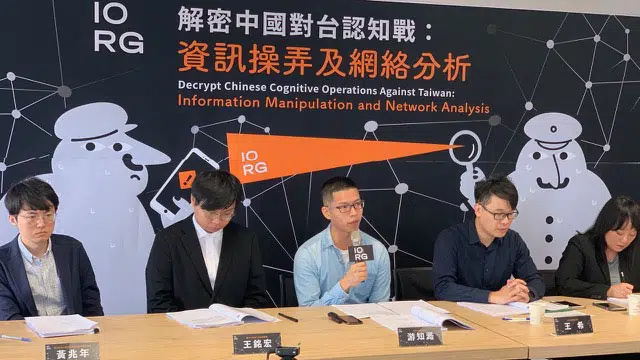 IO
RG
解密中國對台認知戰：
資訊操弄及網絡分析
Decrypt Chinese Cognitive Operations Against Taiwan:
Information Manipulation and Network Analysis
IO
RG
IO
RG
黃兆年
王銘宏
游知澔
王希